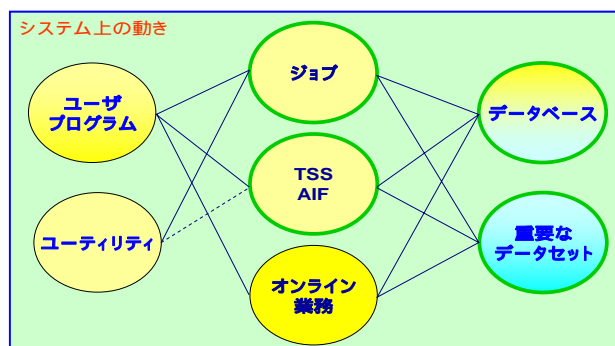 システム上の動き
ユーザ
プログラム
ユーティリティ
ジョブ
TSS
AIF
オンライン
業務
データベース
重要な
データセット